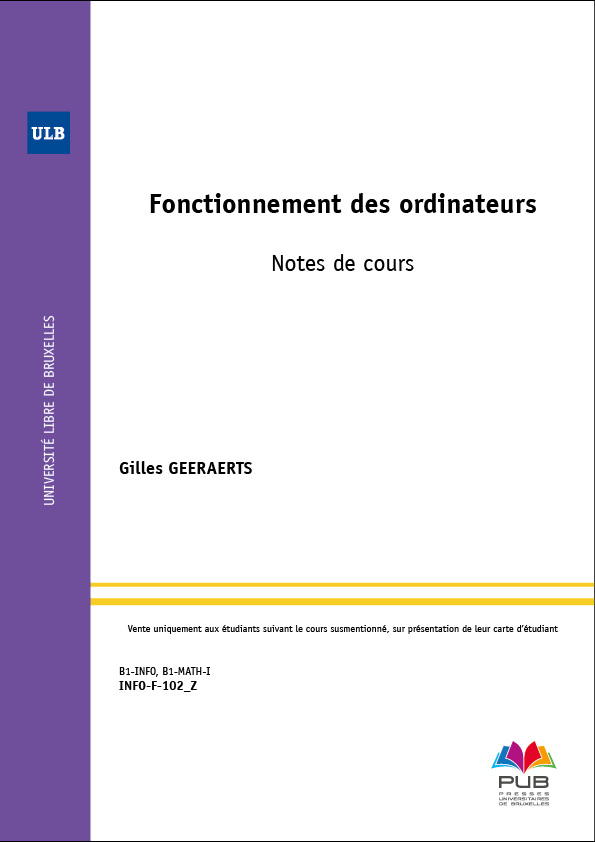 ULB
UNIVERSITÉ LIBRE DE BRUXELLES
Fonctionnement des ordinateurs
Notes de cours
Gilles GEERAERTS
Vente uniquement aux étudiants suivant le cours susmentionné, sur présentation de leur carte d'étudiant
B1-INFO, B1-MATH-I
INFO-F-102_Z
PUB
PRESSES
UNIVERSITAIRES
DE BRUXELLES